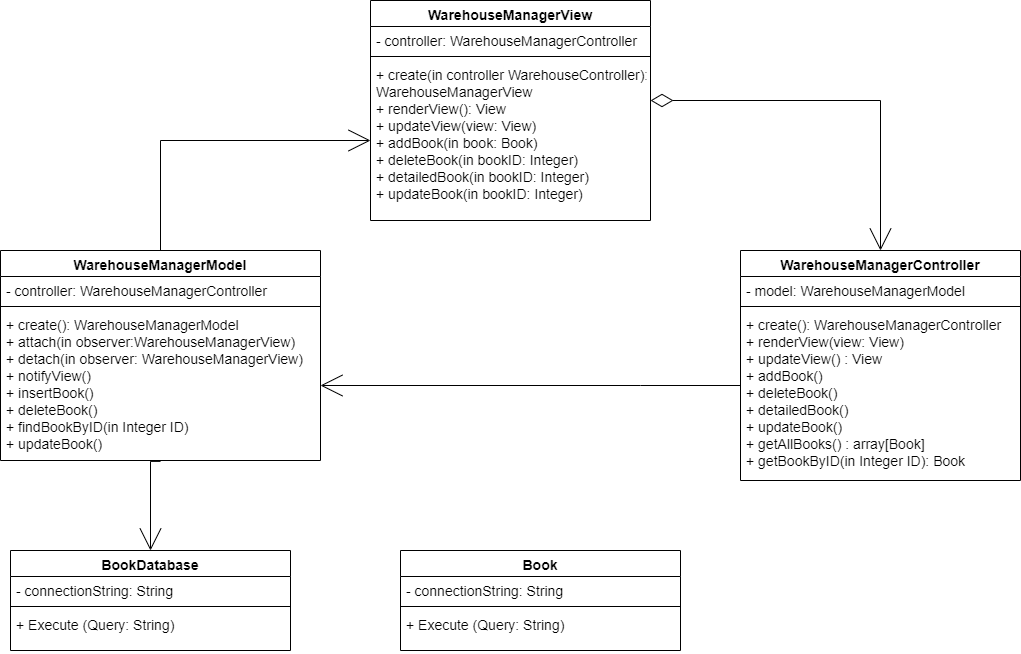 WarehouseManagerView
- controller: WarehouseManagerController
+ create(in controller WarehouseController):
WarehouseManagerView
+ renderView(): View
+ updateView(view: View)
+ addBook(in book: Book)
+ deleteBook(in bookID: Integer)
+ detailedBook(in bookID: Integer)
+ updateBook(in bookID: Integer)
WarehouseManagerModel
- controller: WarehouseManagerController
+ create(): WarehouseManagerModel
+ attach(in observer:WarehouseManagerView)
+ detach(in observer: WarehouseManagerView)
+ notifyView()
+ insertBook()
+ deleteBook()
+ findBookByID(in Integer ID)
+ updateBook()
WarehouseManagerController
- model: WarehouseManagerModel
+ create(): WarehouseManagerController
+ renderView(view: View)
+ updateView() : View
+ addBook()
+ deleteBook()
+ detailedBook()
+ updateBook()
+ getAllBooks() : array[Book]
+ getBookByID(in Integer ID): Book
BookDatabase
- connectionString: String
+ Execute (Query: String)
Book
- connectionString: String
+ Execute (Query: String)